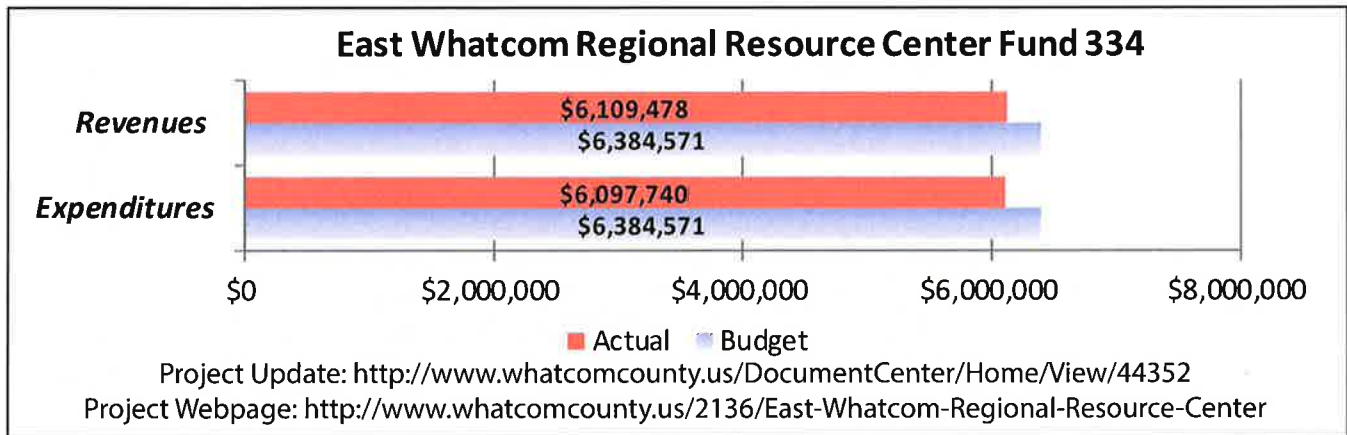 East Whatcom Regional Resource Center Fund 334
Revenues
$6,109,478
$6,384,571
Expenditures
$6,097,740
$6,384,571
$0 $2,000,000 $4,000,000 $6,000,000 $8,000,000
Actual Budget
Project Update: http://www.whatcomcounty.us/DocumentCenter/Home/View/44352
Project Webpage: http://www.whatcomcounty.us/2136/East-Whatcom-Regional-Resource-Center